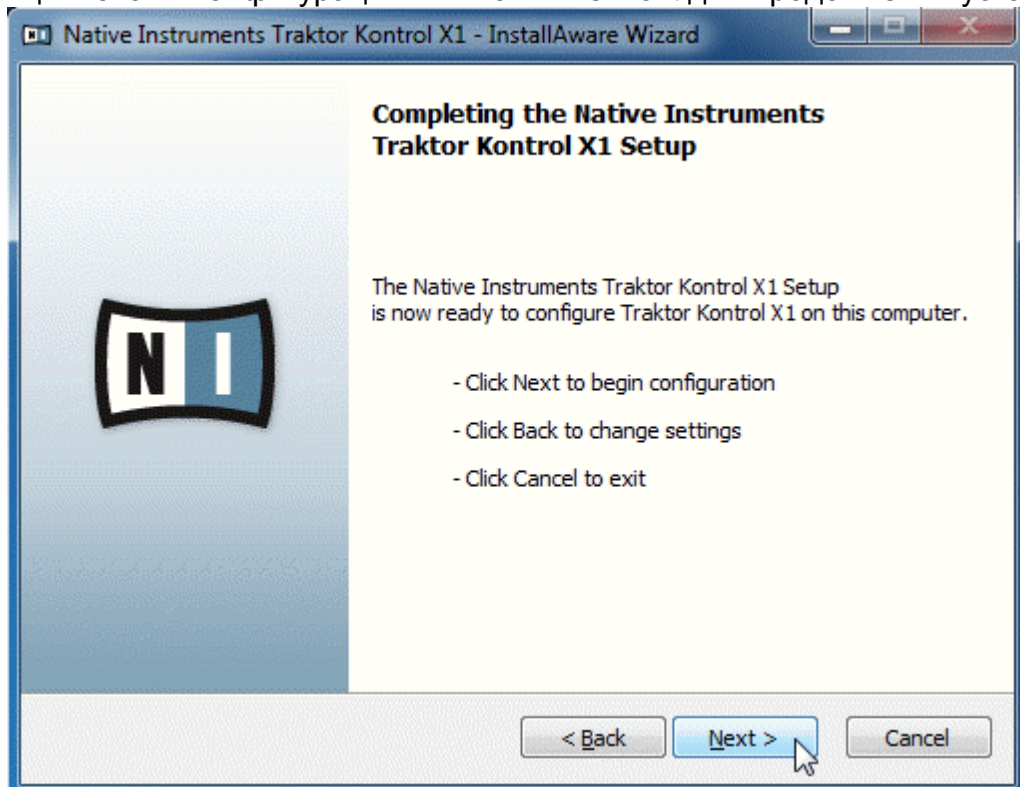 Native Instruments Traktor Kontrol X1 - InstallAware Wizard
Completing the Native Instruments
Traktor Kontrol X1 Setup
The Native Instruments Traktor Kontrol X1 Setup
is now ready to configure Traktor Kontrol X1 on this computer.
N I
- Click Next to begin configuration
- Click Back to change settings
- Click Cancel to exit
< Back
Next >
Cancel